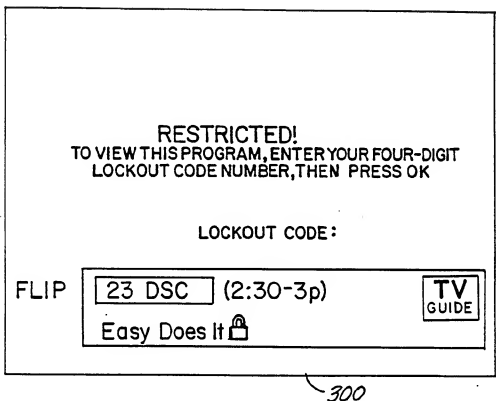 RESTRICTED!
TO VIEW THIS PROGRAM, ENTER YOUR FOUR-DIGIT
LOCKOUT CODE NUMBER, THEN PRESS OK
LOCKOUT CODE:
FLIP 23 DSC (2:30-3p) TV GUIDE
Easy Does It
300